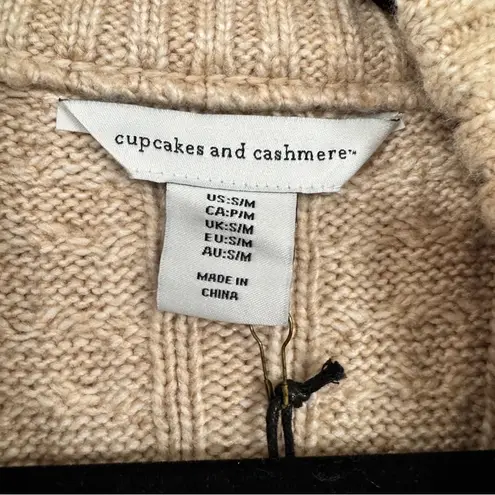 cupcakes and cashmere™
US:S/M
CA:P/M
UK:S/M
EU:S/M
AU:S/M
MADE IN
CHINA